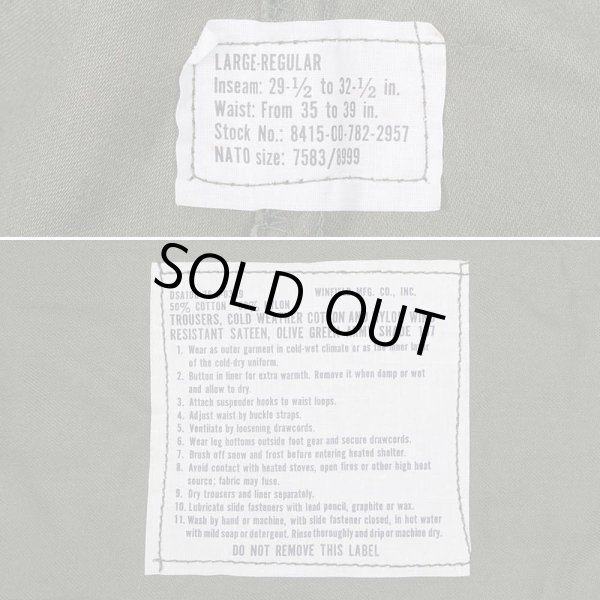 LARGE-REGULAR
Inseam: 29-1/2 to 32-1/2 in.
Waist: From 35 to 39 in.
Stock No.: 8415-00-782-2957
NATO size: 7583/8999
SOLD OUT
WINFIELD MFG. CO., INC.
50% COTTON
TROUSERS, COLD WEATHER COTTON AND
RESISTANT SATEEN, OLIVE GREEN
1. Wear as outer garment in cold-wet climate or as
of the cold-dry uniform.
2. Button in liner for extra warmth. Remove it when damp or wet
and allow to dry.
3. Attach suspender hooks to waist loops.
4. Adjust waist by buckle straps.
5. Ventilate by loosening drawcords.
6. Wear leg bottoms outside foot gear and secure drawcords.
7. Brush off snow and frost before entering heated shelter.
8. Avoid contact with heated stoves, open fires or other high heat
source; fabric may fuse.
9. Dry trousers and liner separately.
10. Lubricate slide fasteners with lead pencil, graphite or wax.
11. Wash by hand or machine, with slide fastener closed, in hot water
with mild soap or detergent. Rinse thoroughly and drip or machine dry.
DO NOT REMOVE THIS LABEL